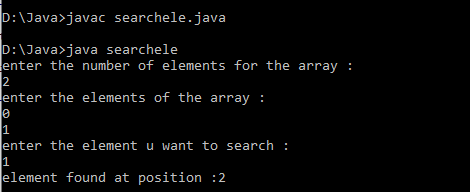 D:\Java>javac searchele.java
D:\Java>java searchele
enter the number of elements for the array :
2
enter the elements of the array :
0
1
enter the element u want to search :
1
element found at position :2